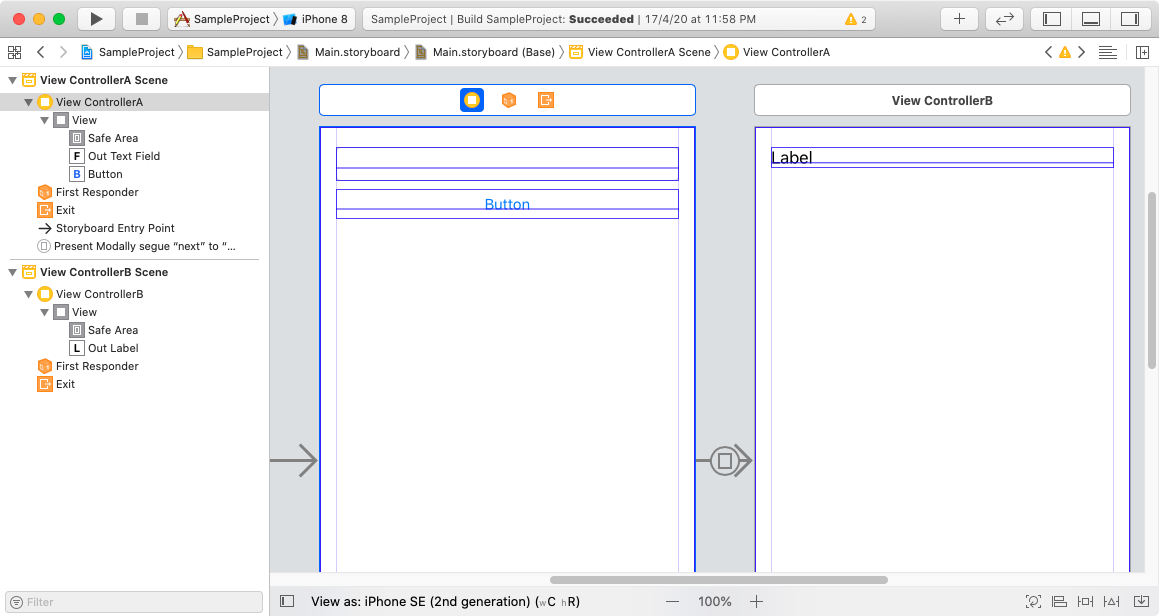 SampleProject iPhone 8 SampleProject | Build SampleProject: Succeeded | 17/4/20 at 11:58 PM 2
SampleProject SampleProject Main.storyboard Main.storyboard (Base) View ControllerA Scene View ControllerA
View ControllerA Scene
View ControllerA
View
Safe Area
F Out Text Field
B Button
First Responder
Exit
Storyboard Entry Point
Present Modally segue “next” to “...
View ControllerB Scene
View ControllerB
View
Safe Area
L Out Label
First Responder
Exit
Filter
Button
View ControllerB
Label
View as: iPhone SE (2nd generation) (wC hR) 100%